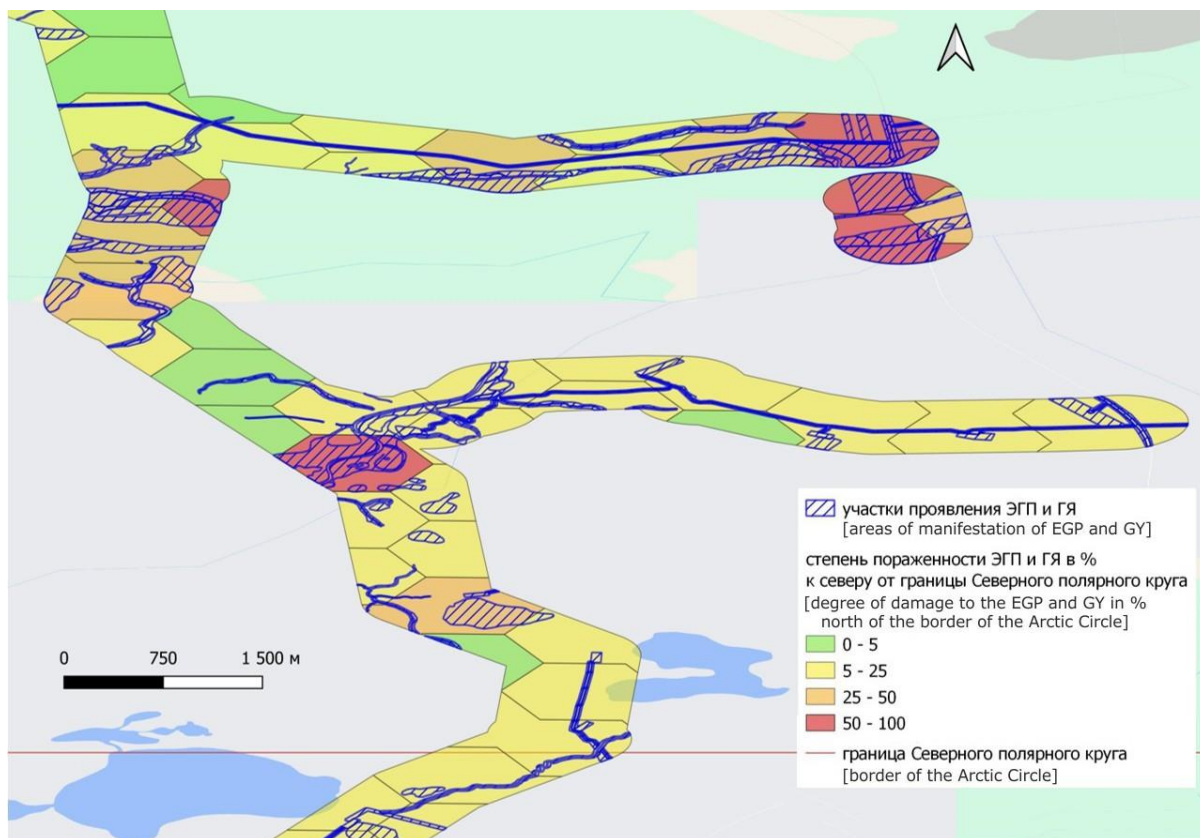 участки проявления ЭГП и ГЯ
[areas of manifestation of EGP and GY]
степень пораженности ЭГП и ГЯ в %
к северу от границы Северного полярного круга
[degree of damage to the EGP and GY in %
north of the border of the Arctic Circle]
0 - 5
5 - 25
25 - 50
50 - 100
граница Северного полярного круга
[border of the Arctic Circle]
0 750 1 500 м